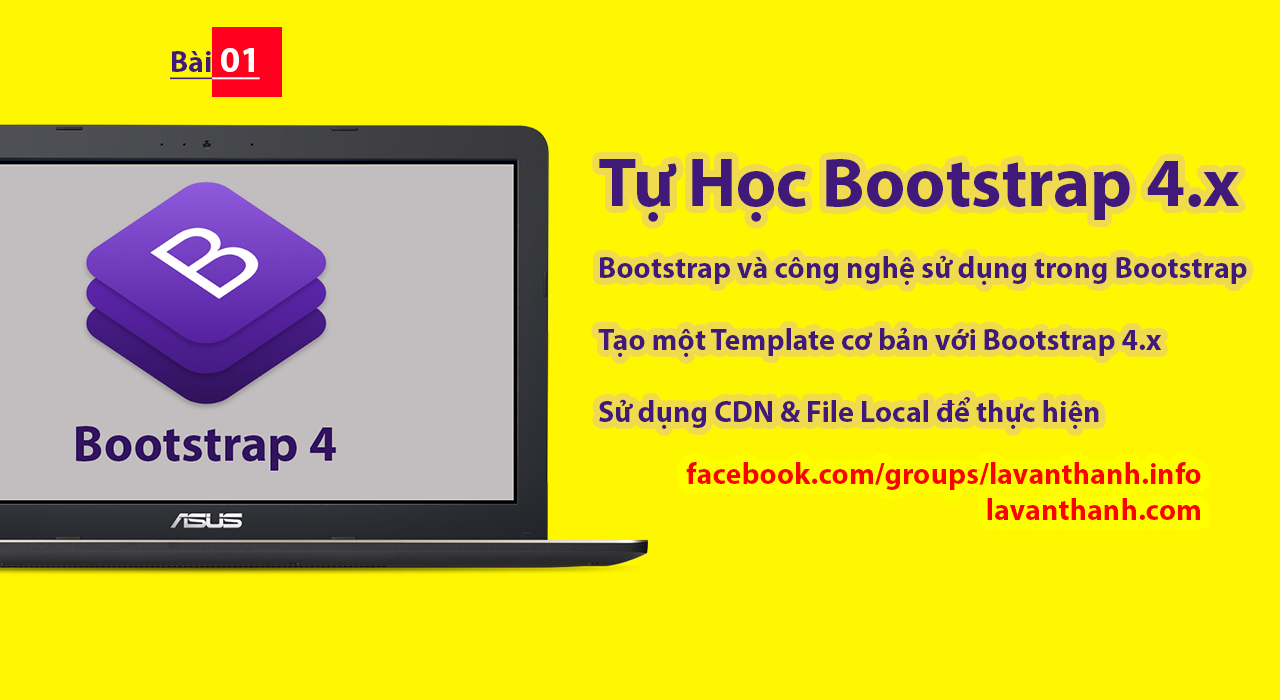 Bài 01
Tự Học Bootstrap 4.x
Bootstrap và công nghệ sử dụng trong Bootstrap
Tạo một Template cơ bản với Bootstrap 4.x
Sử dụng CDN & File Local để thực hiện
facebook.com/groups/lavanthanh.info
lavanthanh.com
B
Bootstrap 4
ASUS